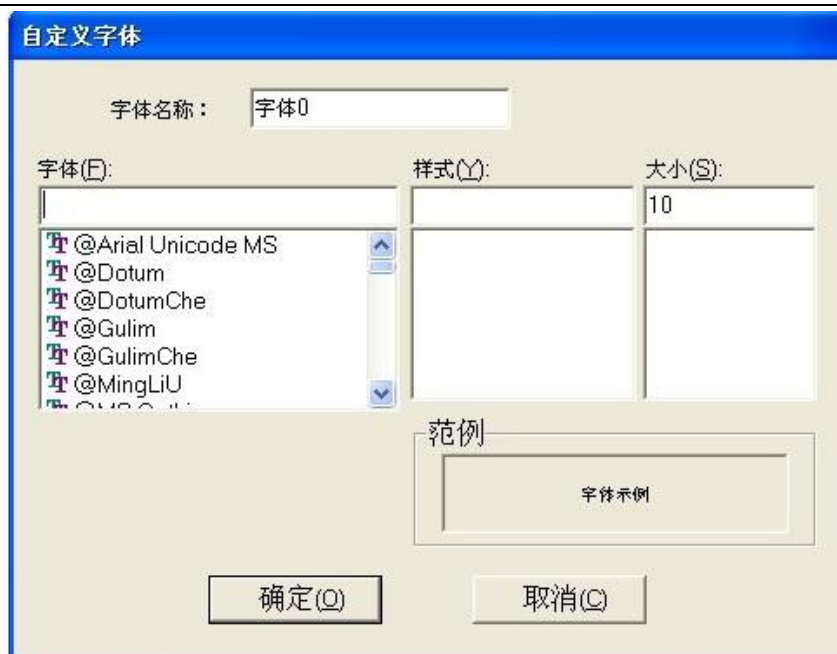 自定义字体
字体名称： 字体0
字体(F): 样式(Y): 大小(S):
10
@Arial Unicode MS
@Dotum
@DotumChe
@Gulim
@GulimChe
@MingLiU
范例
字体示例
确定(O) 取消(C)